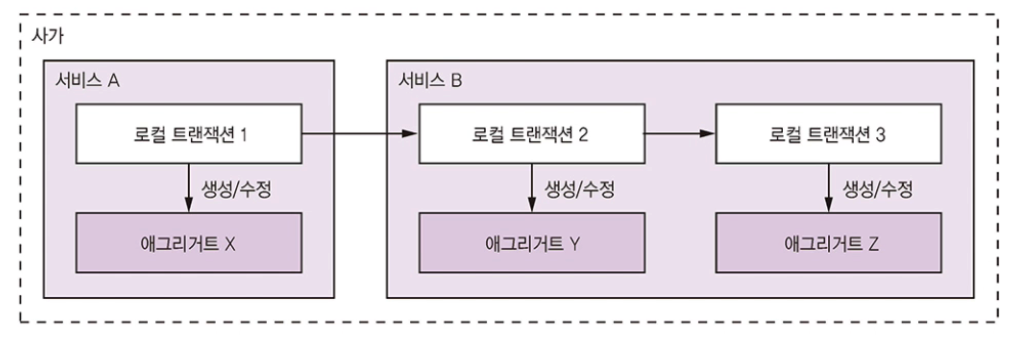 사가
서비스 A
서비스 B
로컬 트랜잭션 1
로컬 트랜잭션 2
로컬 트랜잭션 3
생성/수정
생성/수정
생성/수정
애그리거트 X
애그리거트 Y
애그리거트 Z